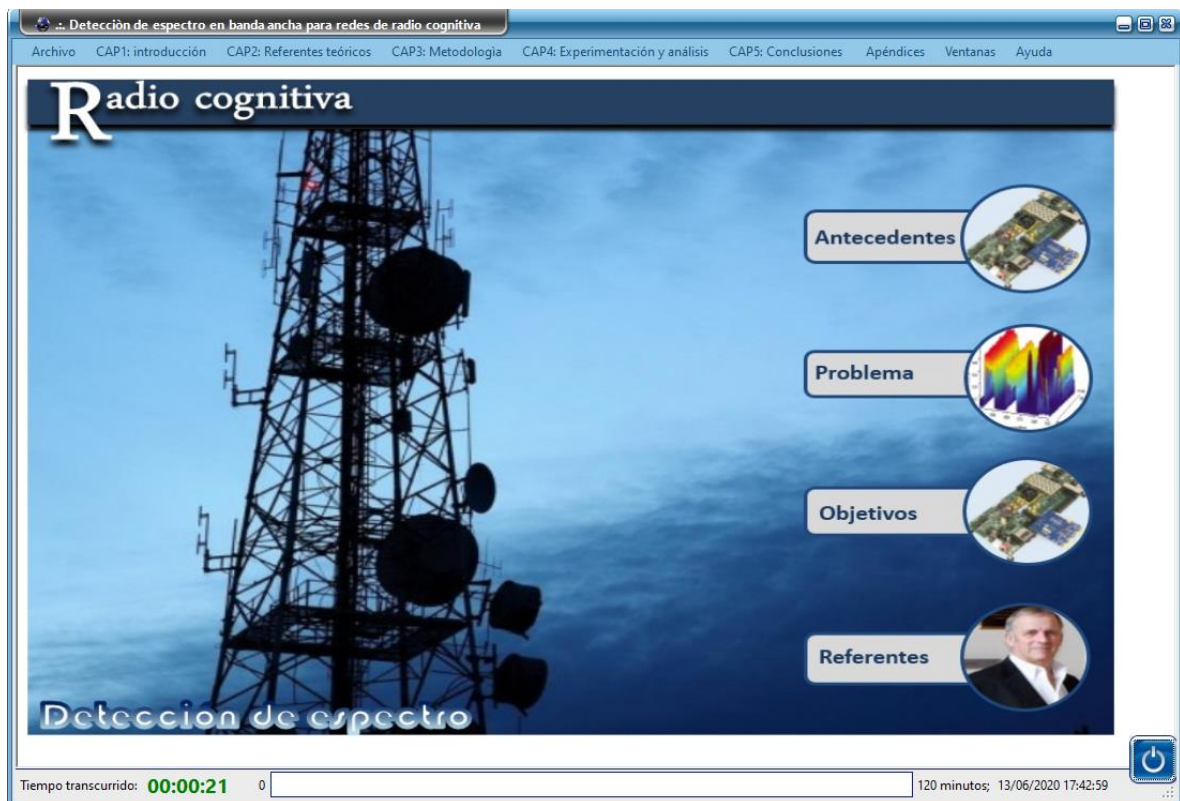 .:. Detecciòn de espectro en banda ancha para redes de radio cognitiva
Archivo CAP1: introducción CAP2: Referentes teóricos CAP3: Metodologìa CAP4: Experimentación y análisis CAP5: Conclusiones Apéndices Ventanas Ayuda
Radio cognitiva
Antecedentes
Problema
Objetivos
Referentes
Detección de espectro
Tiempo transcurrido: 00:00:21 0 120 minutos; 13/06/2020 17:42:59